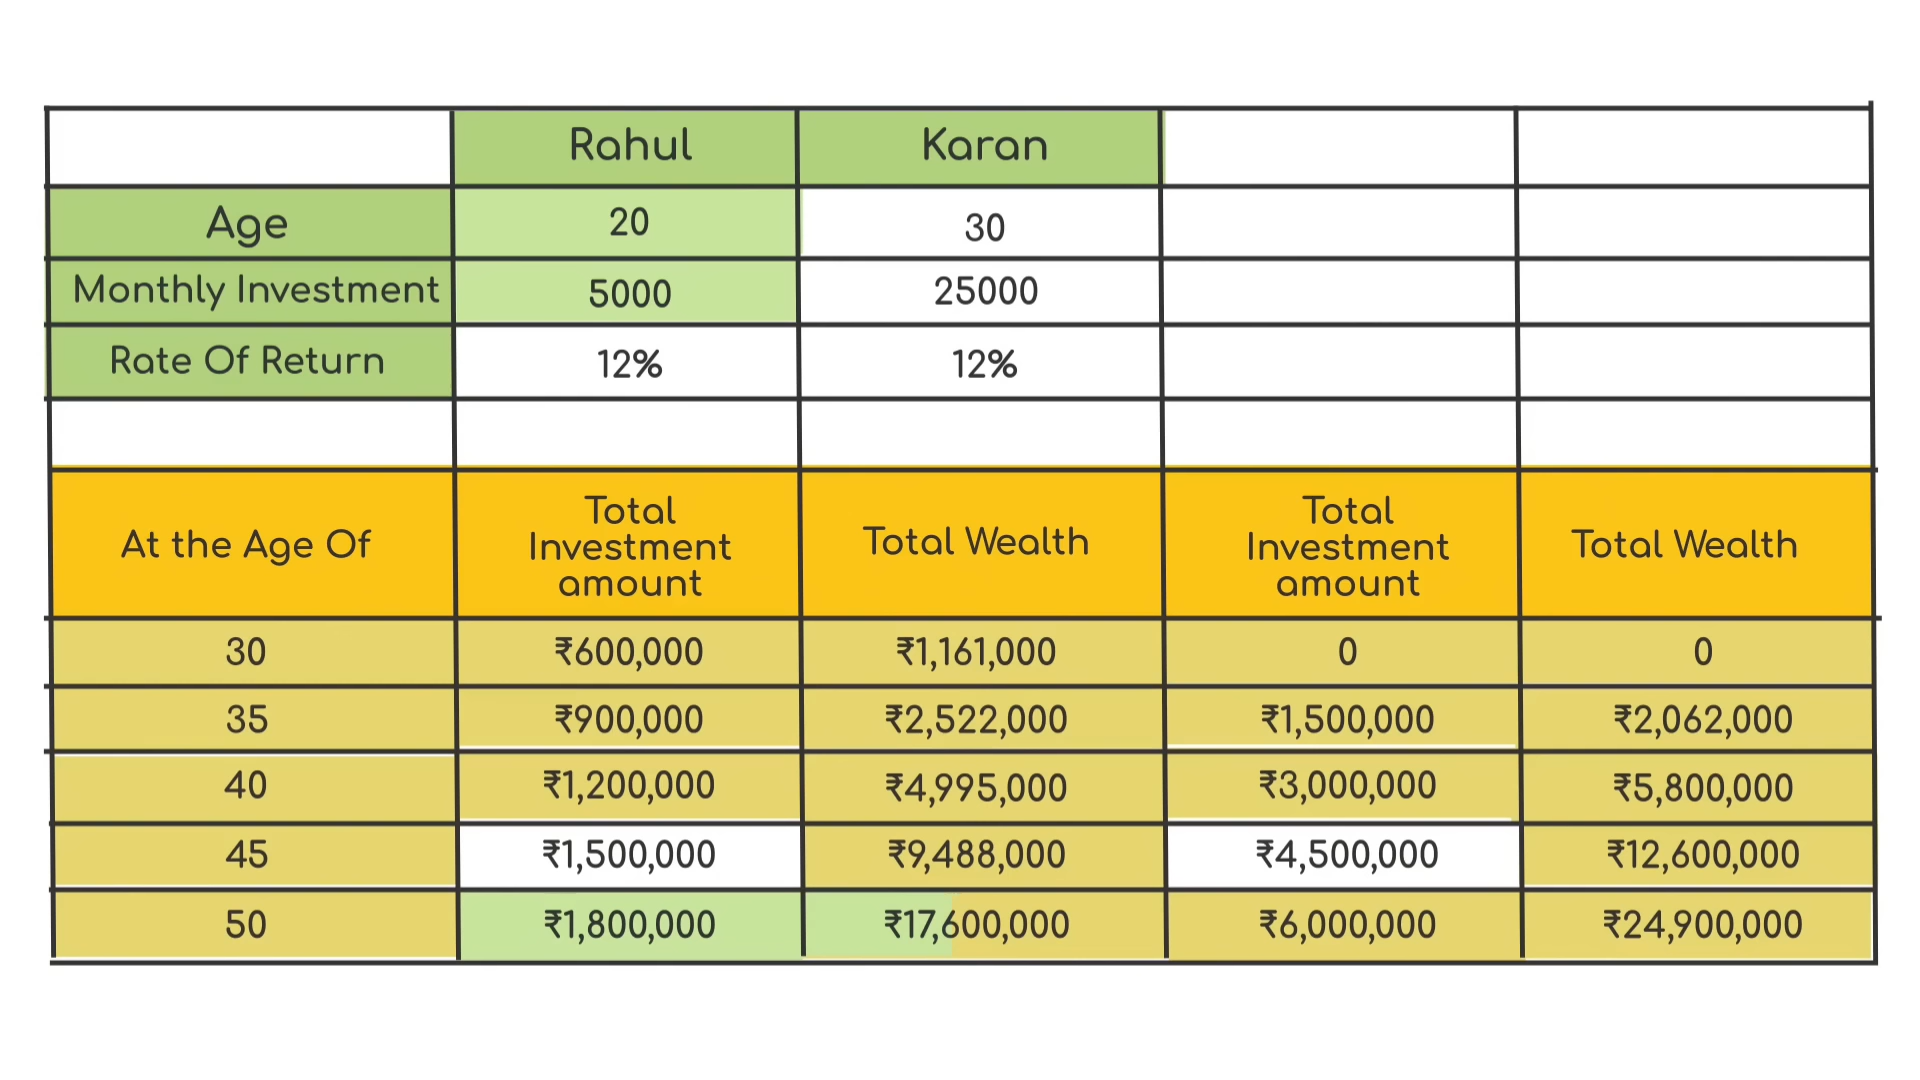 Rahul Karan
Age 20 30
Monthly Investment 5000 25000
Rate Of Return 12% 12%
At the Age Of Total Investment amount Total Wealth Total Investment amount Total Wealth
30 ₹600,000 ₹1,161,000 0 0
35 ₹900,000 ₹2,522,000 ₹1,500,000 ₹2,062,000
40 ₹1,200,000 ₹4,995,000 ₹3,000,000 ₹5,800,000
45 ₹1,500,000 ₹9,488,000 ₹4,500,000 ₹12,600,000
50 ₹1,800,000 ₹17,600,000 ₹6,000,000 ₹24,900,000